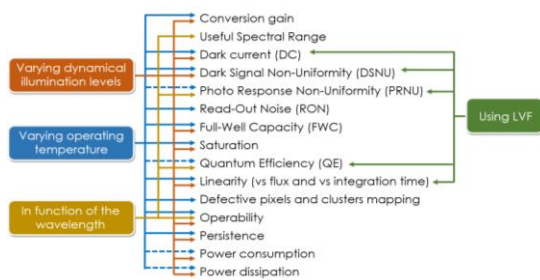 Conversion gain
Useful Spectral Range
Dark current (DC)
Dark Signal Non-Uniformity (DSNU)
Photo Response Non-Uniformity (PRNU)
Read-Out Noise (RON)
Full-Well Capacity (FWC)
Saturation
Quantum Efficiency (QE)
Linearity (vs flux and vs integration time)
Defective pixels and clusters mapping
Operability
Persistence
Power consumption
Power dissipation
Varying dynamical
illumination levels
Varying operating
temperature
In function of the
wavelength
Using LVF